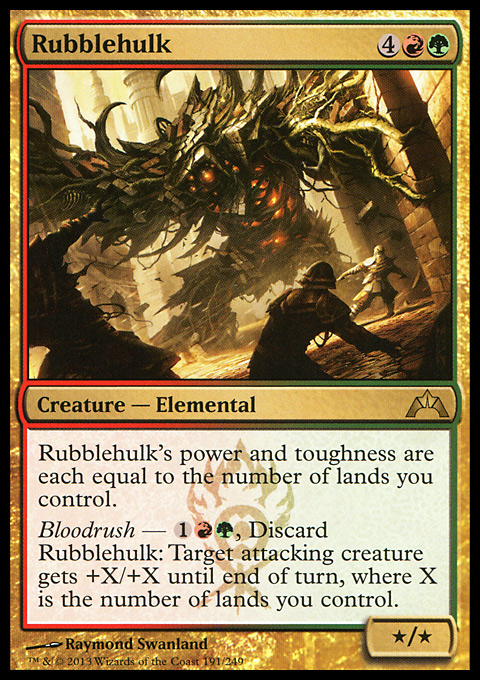 Rubblehulk 4
Creature — Elemental
Rubblehulk's power and toughness are
each equal to the number of lands you
control.
Bloodrush — 1, Discard
Rubblehulk: Target attacking creature
gets +X/+X until end of turn, where X
is the number of lands you control.
Raymond Swanland
★/★
™ & © 2013 Wizards of the Coast 191/249